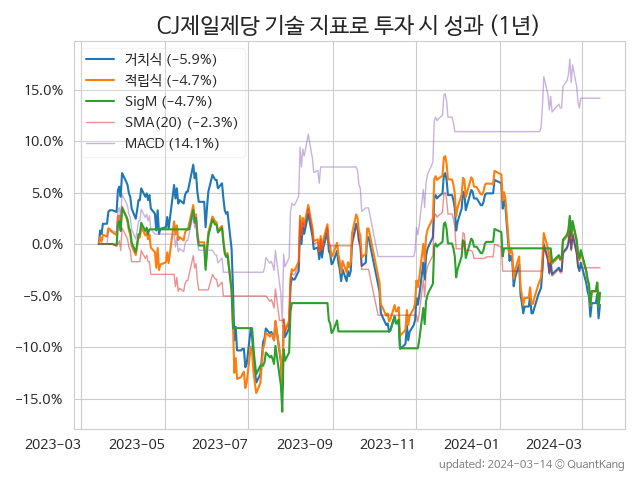 CJ제일제당 기술 지표로 투자 시 성과 (1년)
거치식 (−5.9%)
적립식 (−4.7%)
SigM (−4.7%)
SMA(20) (−2.3%)
MACD (14.1%)
15.0%
10.0%
5.0%
0.0%
−5.0%
−10.0%
−15.0%
2023-03 2023-05 2023-07 2023-09 2023-11 2024-01 2024-03
updated: 2024-03-14 © QuantKang